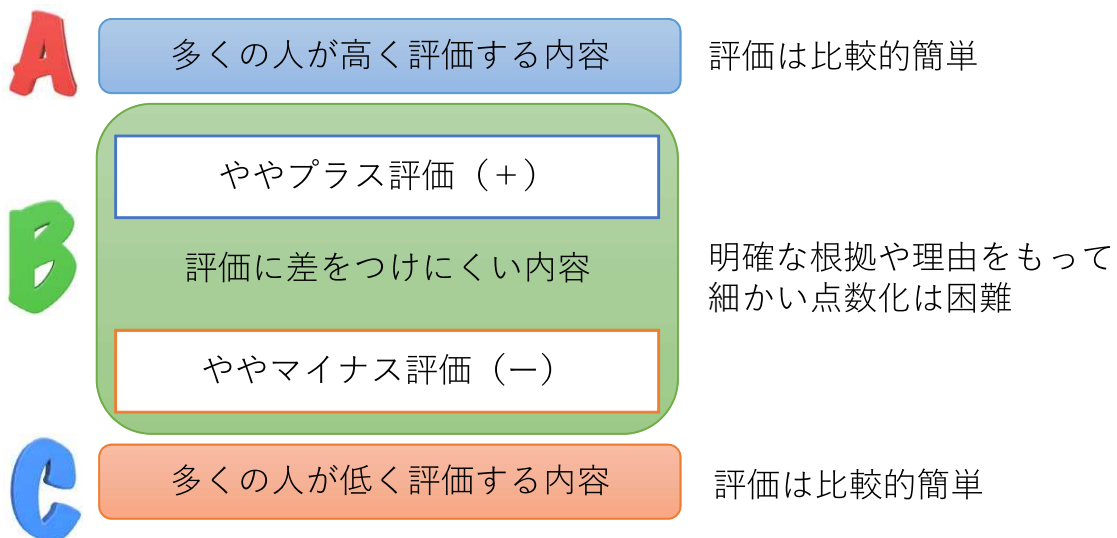 A
多くの人が高く評価する内容
評価は比較的簡単
ややプラス評価（＋）
B
評価に差をつけにくい内容
明確な根拠や理由をもって
細かい点数化は困難
ややマイナス評価（－）
C
多くの人が低く評価する内容
評価は比較的簡単